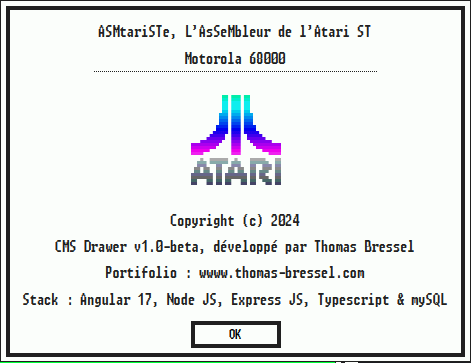 ASMtariSTe, L'AsSeMbleur de l'Atari ST
Motorola 68000
ATARI
Copyright (c) 2024
CMS Drawer v1.0-beta, développé par Thomas Bressel
Portifolio : www.thomas-bressel.com
Stack : Angular 17, Node JS, Express JS, Typescript & mySQL
OK